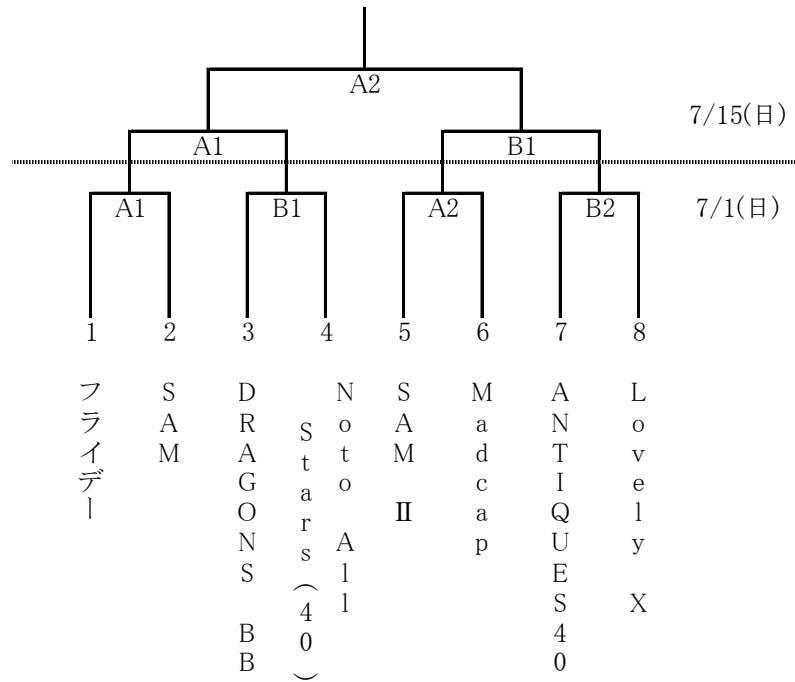 A2
7/15(日)
A1
B1
7/1(日)
A1
B1
A2
B2
1
2
3
4
5
6
7
8
フライデー
SAM
DRAGONS BB
Noto All
Stars(40)
SAM Ⅱ
Madcap
ANTIQUES40
Lovely X